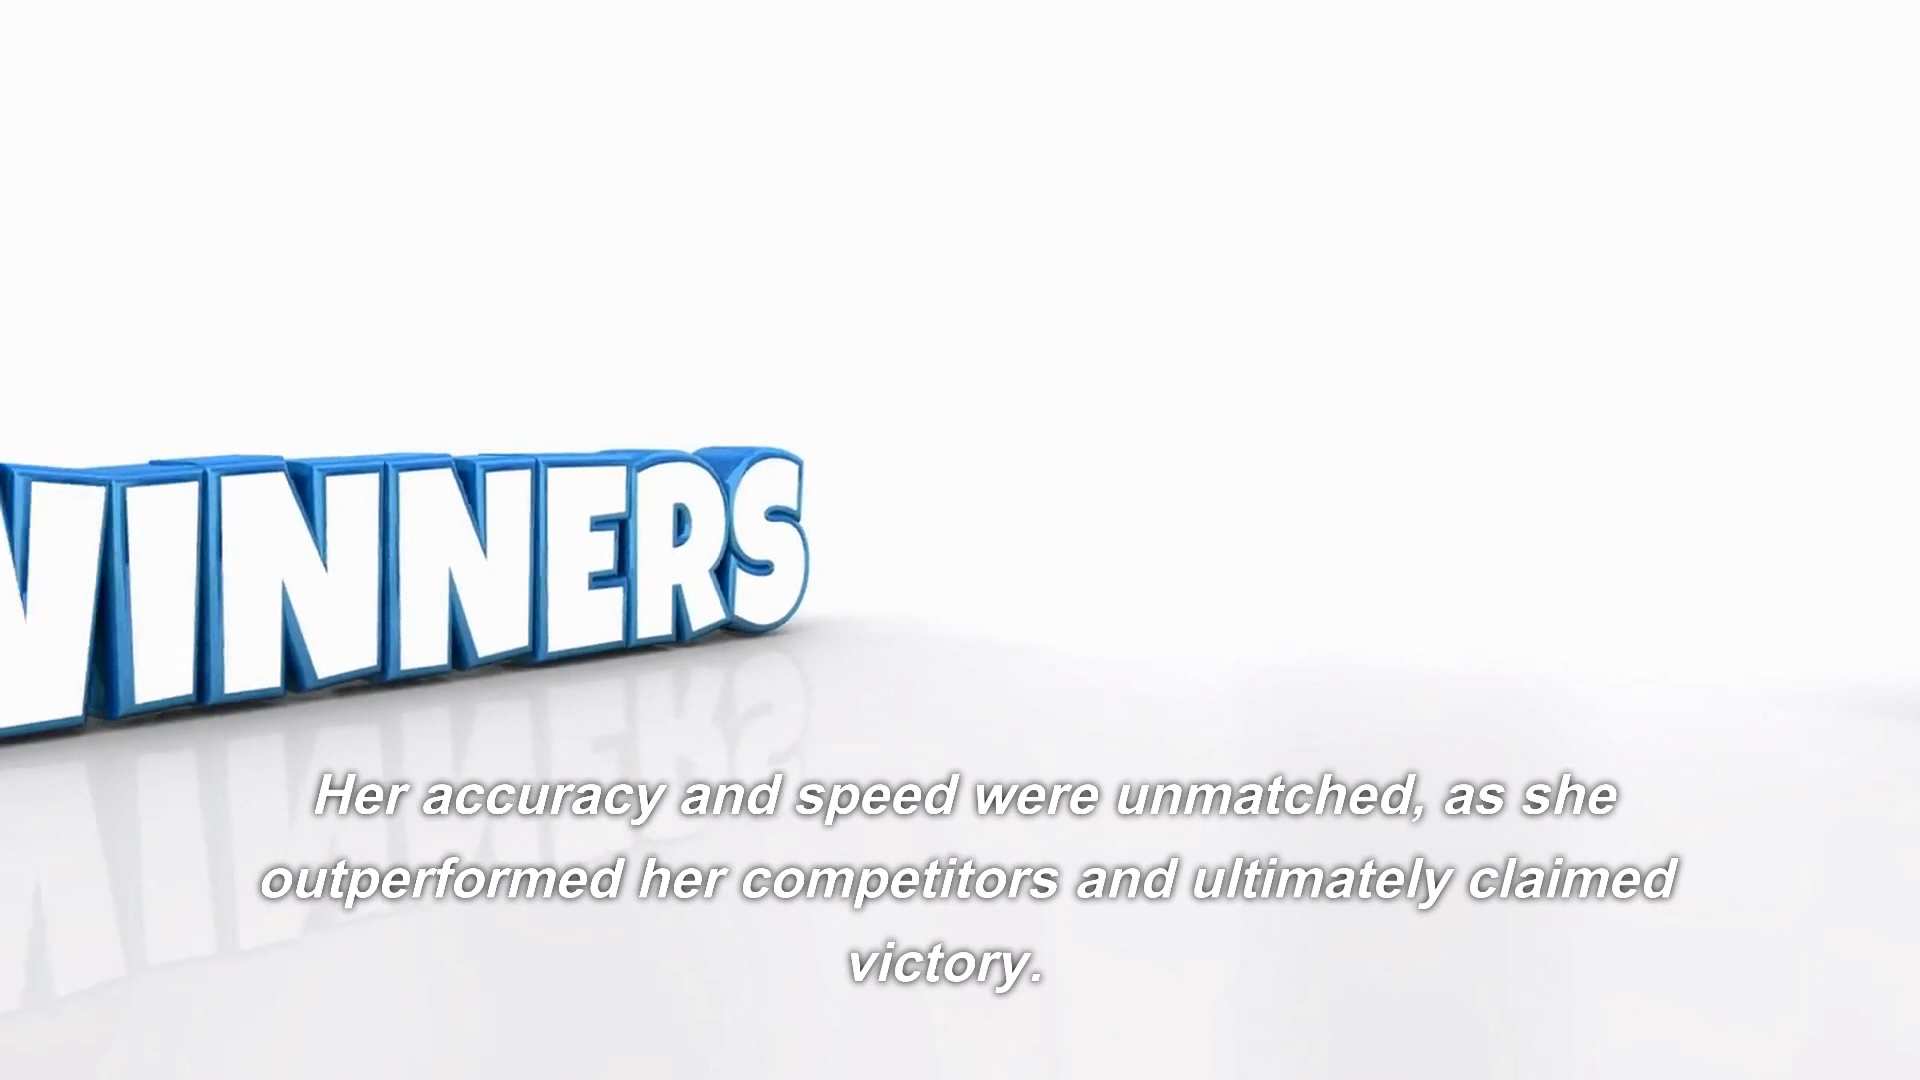 WINNERS
Her accuracy and speed were unmatched, as she
outperformed her competitors and ultimately claimed
victory.